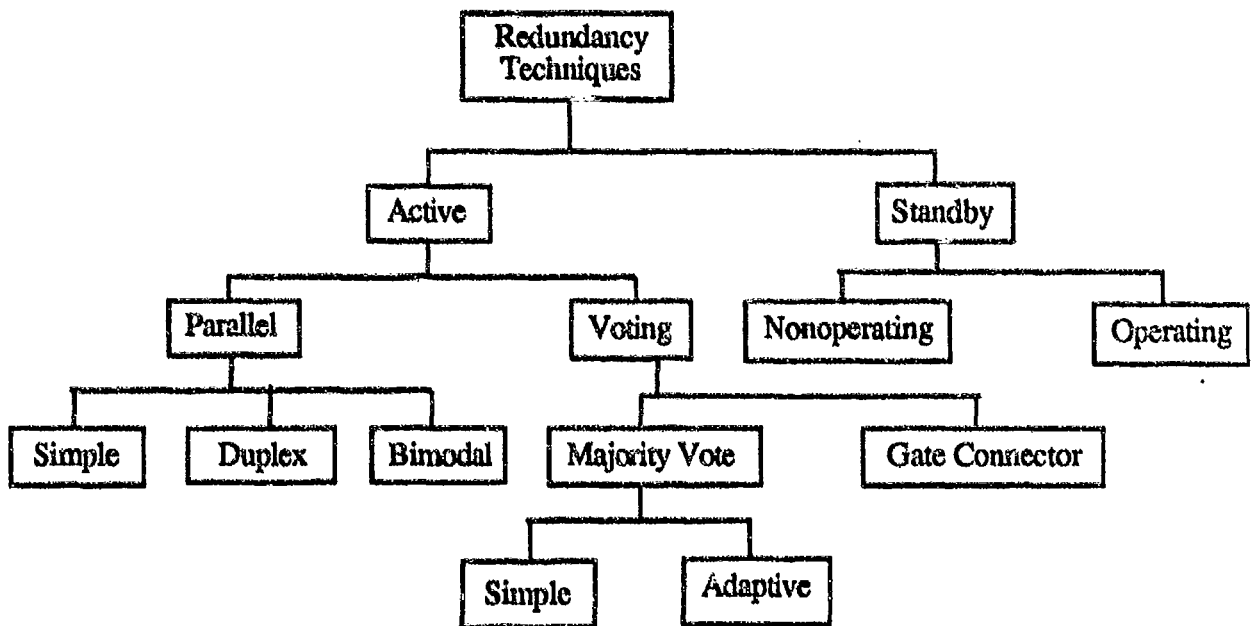 Redundancy
Techniques
Active
Standby
Parallel
Voting
Nonoperating
Operating
Simple
Duplex
Bimodal
Majority Vote
Gate Connector
Simple
Adaptive